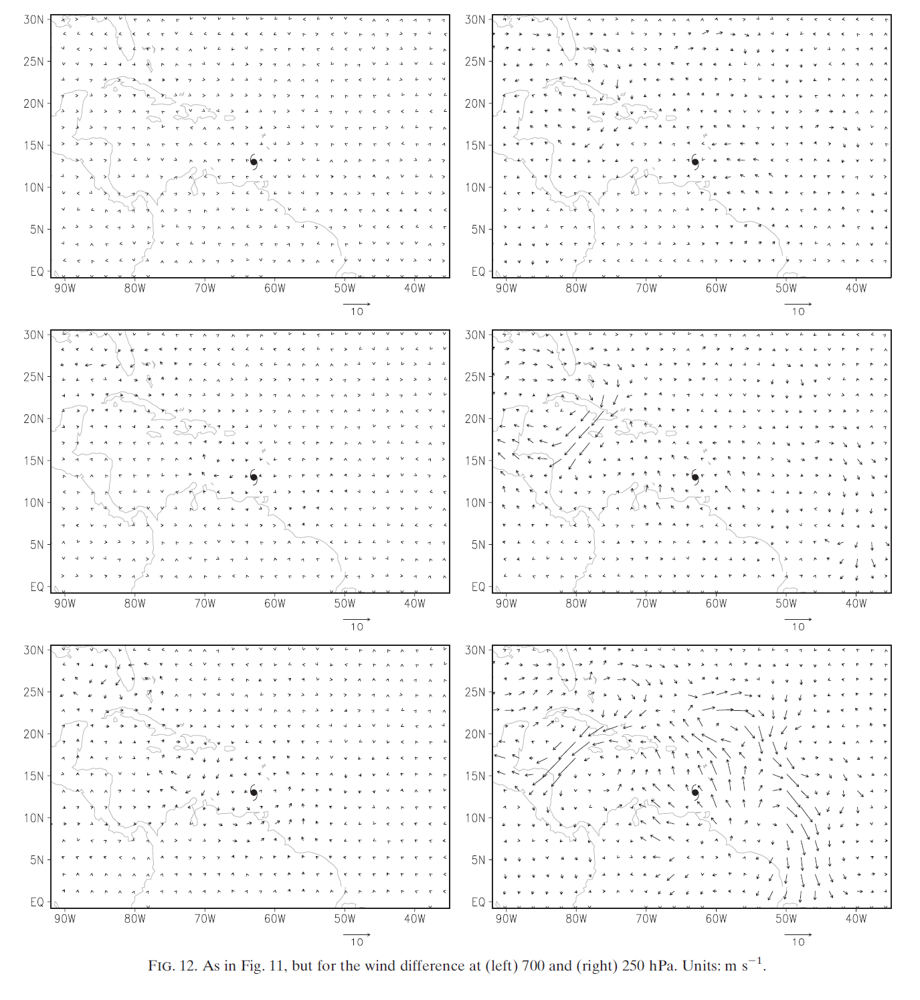 30N 30N
25N 25N
20N 20N
15N 15N
10N 10N
5N 5N
EQ EQ
90W 80W 70W 60W 50W 40W 90W 80W 70W 60W 50W 40W
10 10
30N 30N
25N 25N
20N 20N
15N 15N
10N 10N
5N 5N
EQ EQ
90W 80W 70W 60W 50W 40W 90W 80W 70W 60W 50W 40W
10 10
30N 30N
25N 25N
20N 20N
15N 15N
10N 10N
5N 5N
EQ EQ
90W 80W 70W 60W 50W 40W 90W 80W 70W 60W 50W 40W
10 10
FIG. 12. As in Fig. 11, but for the wind difference at (left) 700 and (right) 250 hPa. Units: m s⁻¹.